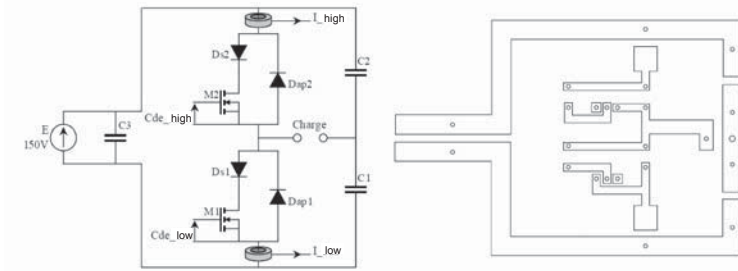 I_high
Ds2
C2
M2
Dap2
Cde_high
C3
E
150V
Charge
C1
Ds1
Dap1
M1
Cde_low
I_low